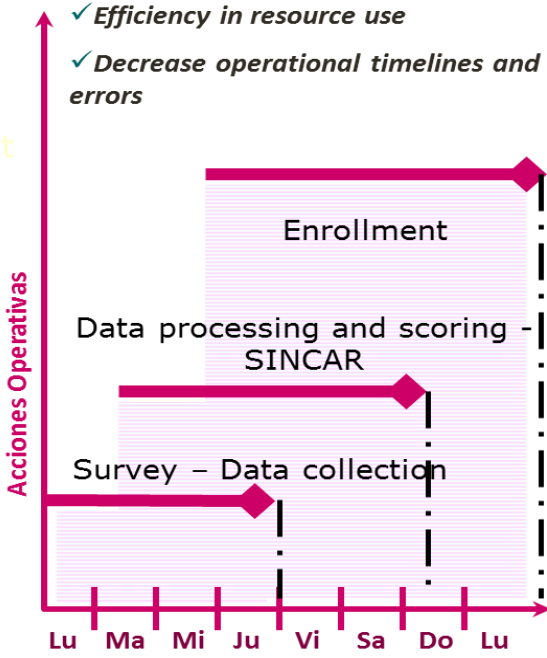 ✓Efficiency in resource use
✓Decrease operational timelines and
errors
t
Enrollment
Data processing and scoring -
SINCAR
Survey – Data collection
Acciones Operativas
Lu Ma Mi Ju Vi Sa Do Lu